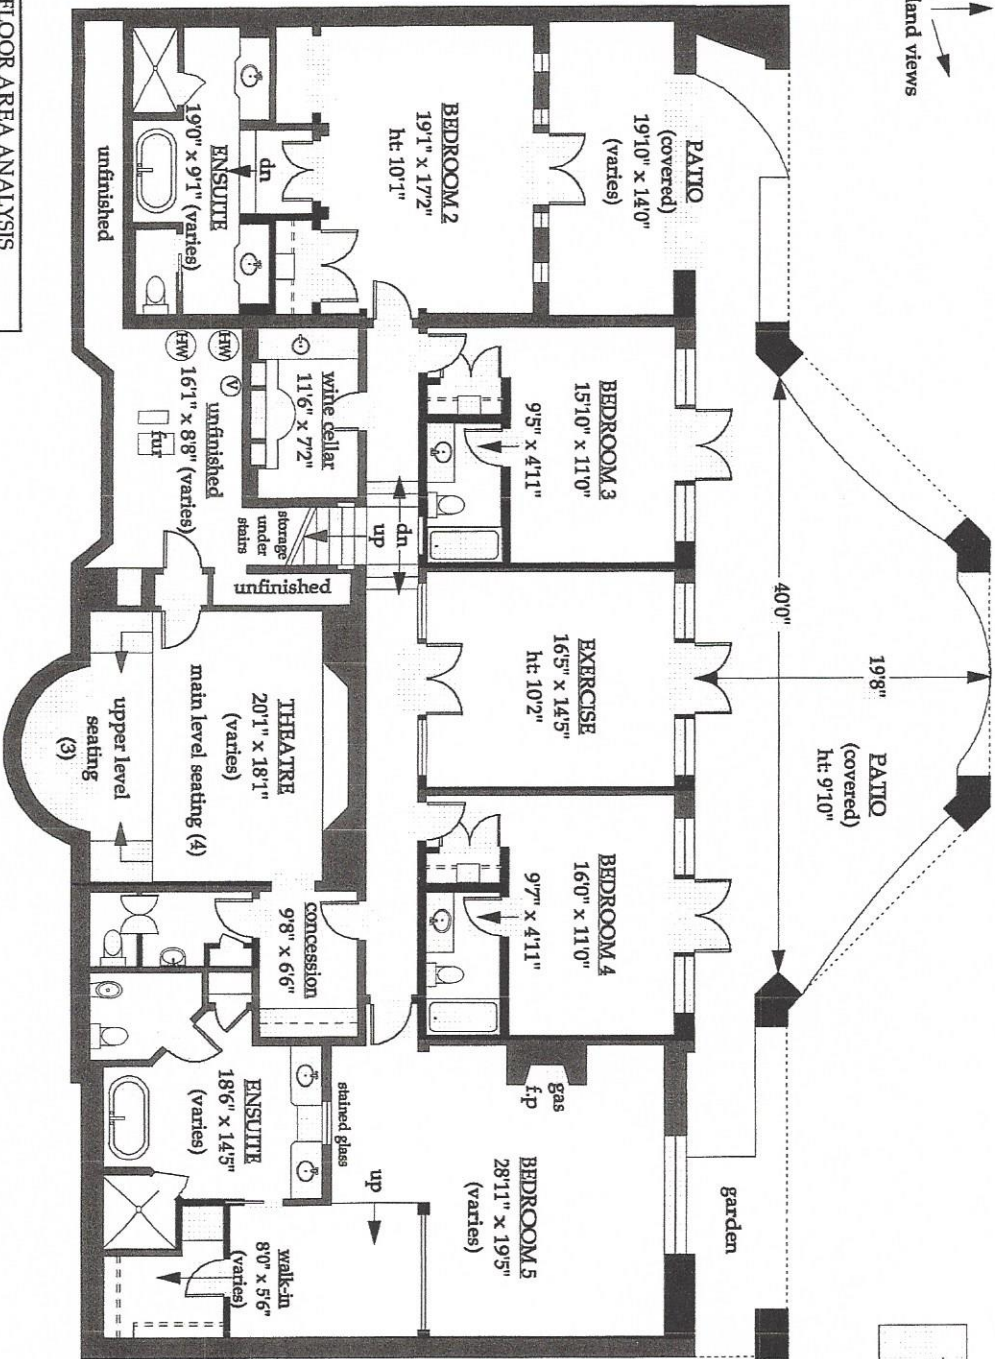 land views
PATIO
(covered)
19'10" x 14'0"
(varies)
BEDROOM 2
19'1" x 17'2"
ht: 10'1"
dn
ENSUITE
19'0" x 9'1" (varies)
unfinished
PATIO
(covered)
ht: 9'10"
19'8"
40'0"
BEDROOM 3
15'10" x 11'0"
9'5" x 4'11"
EXERCISE
16'5" x 14'5"
ht: 10'2"
BEDROOM 4
16'0" x 11'0"
9'7" x 4'11"
garden
gas
f.p
BEDROOM 5
28'11" x 19'5"
(varies)
dn
up
wine cellar
11'6" x 7'2"
storage
under
stairs
HW
V
HW
unfinished
16'1" x 8'8" (varies)
fur
unfinished
THEATRE
20'1" x 18'1"
(varies)
main level seating (4)
upper level
seating
(3)
concession
9'8" x 6'6"
stained glass
up
ENSUITE
18'6" x 14'5"
(varies)
walk-in
8'0" x 5'6"
(varies)
FLOOR AREA ANALYSIS